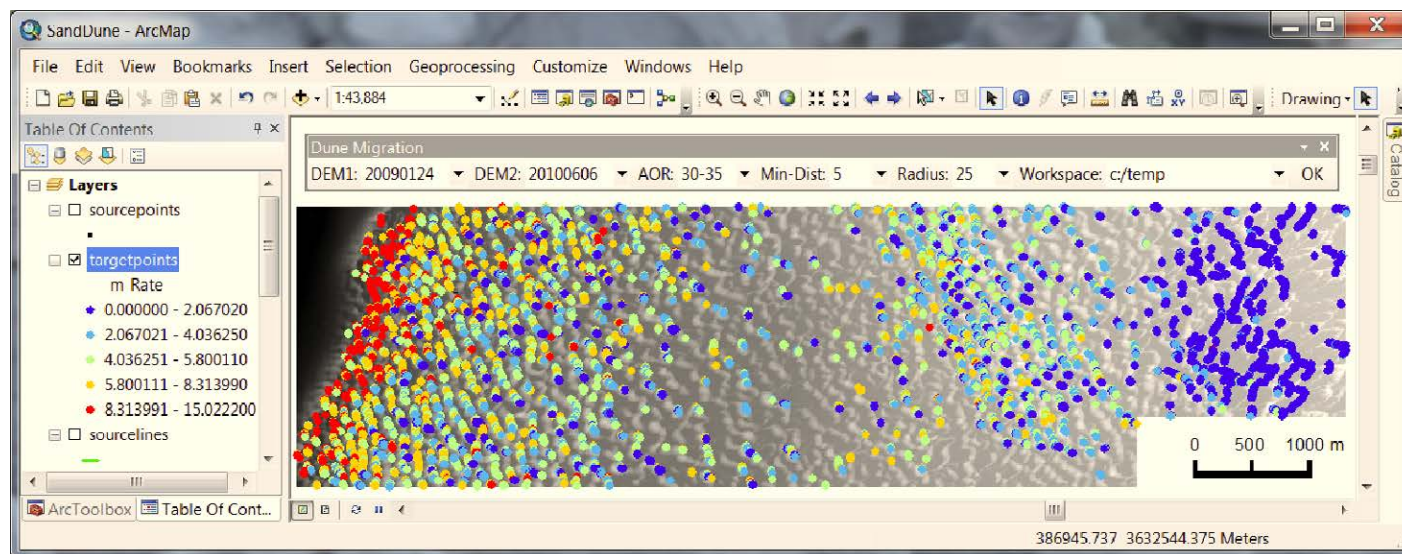 SandDune - ArcMap
File Edit View Bookmarks Insert Selection Geoprocessing Customize Windows Help
1:43,884
Drawing
Table Of Contents
Catalog
Dune Migration
DEM1: 20090124 DEM2: 20100606 AOR: 30-35 Min-Dist: 5 Radius: 25 Workspace: c:/temp OK
Layers
sourcepoints
targetpoints
m Rate
0.000000 - 2.067020
2.067021 - 4.036250
4.036251 - 5.800110
5.800111 - 8.313990
8.313991 - 15.022200
sourcelines
0 500 1000 m
ArcToolbox Table Of Cont...
386945.737 3632544.375 Meters